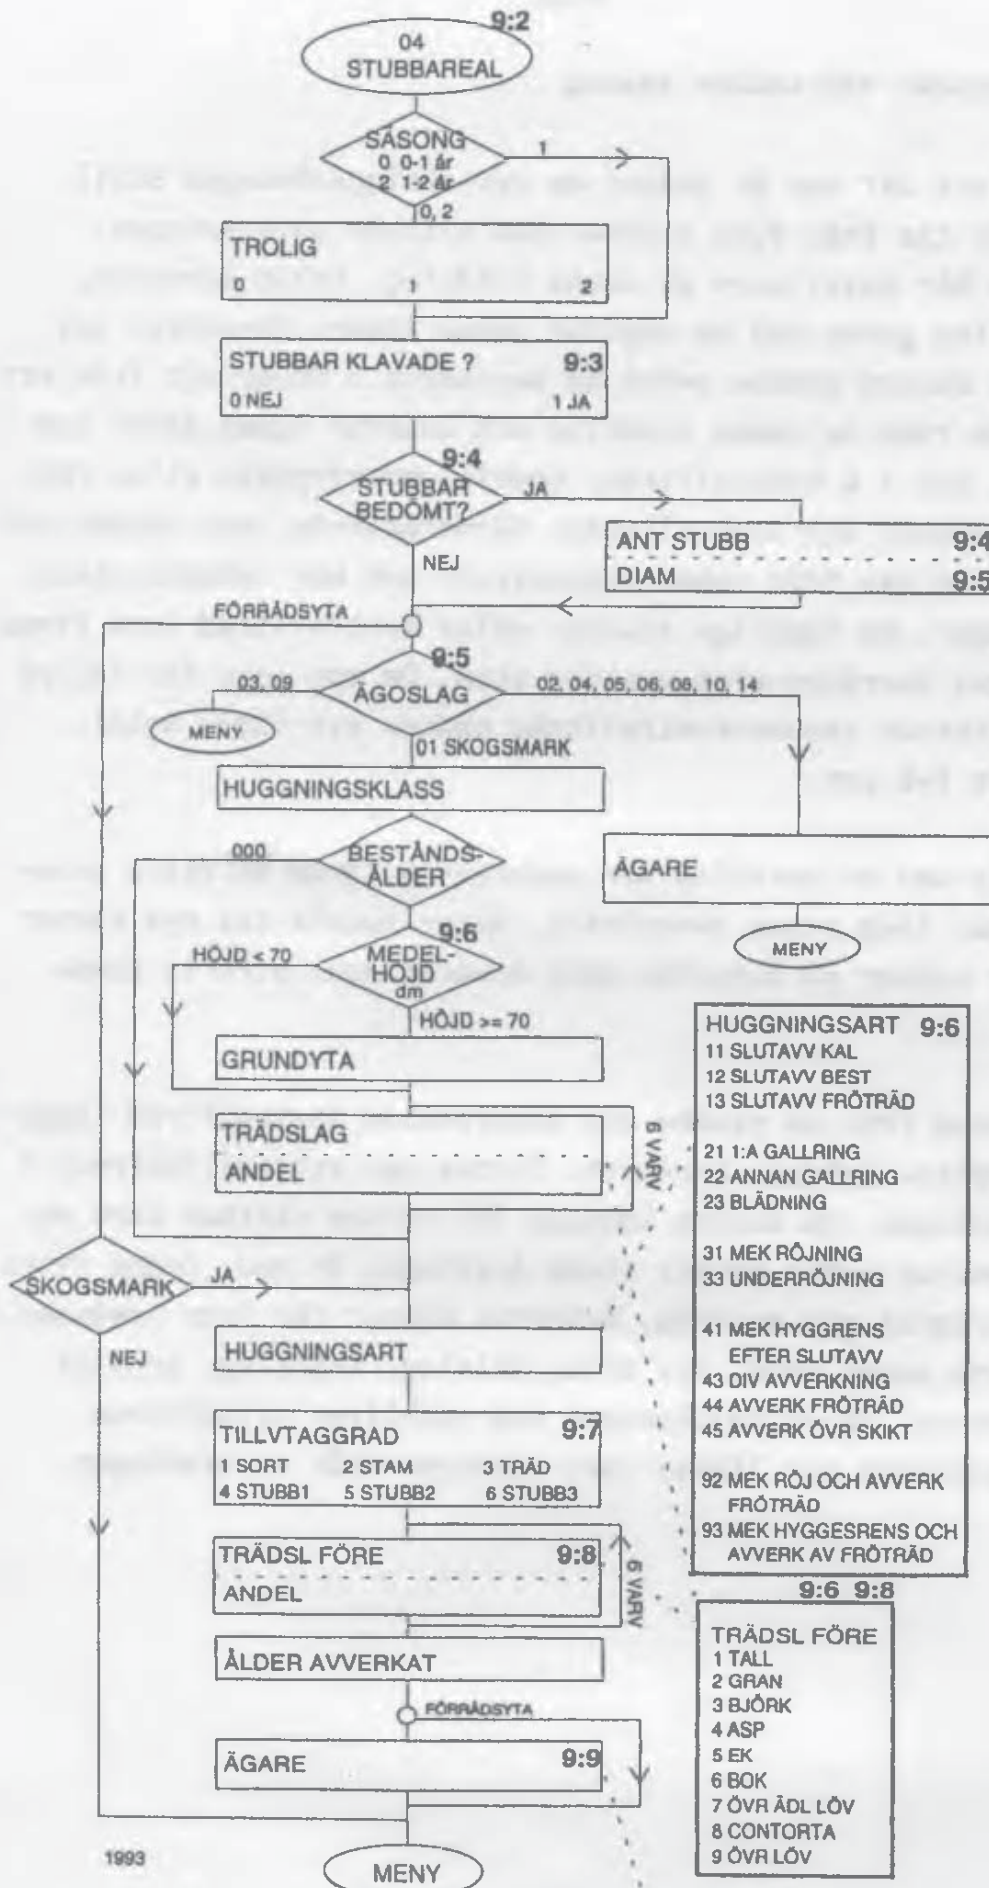 9:2
04
STUBBAREAL
SÄSONG
0 0-1 år
2 1-2 år
1
0, 2
TROLIG
0 1 2
STUBBAR KLAVADE ? 9:3
0 NEJ 1 JA
9:4
STUBBAR
BEDÖMT?
JA
NEJ
ANT STUBB 9:4
DIAM 9:5
FÖRRÅDSYTA
9:5
ÄGOSLAG
03, 09
02, 04, 05, 06, 08, 10, 14
MENY
01 SKOGSMARK
HUGGNINGSKLASS
000
BESTÅNDS-
ÅLDER
ÄGARE
MENY
9:6
MEDEL-
HÖJD
dm
HÖJD < 70
HÖJD >= 70
GRUNDYTA
TRÄDSLAG
ANDEL
6 VARV
SKOGSMARK
JA
NEJ
HUGGNINGSART
TILLVTAGGRAD 9:7
1 SORT 2 STAM 3 TRÄD
4 STUBB1 5 STUBB2 6 STUBB3
TRÄDSL FÖRE 9:8
ANDEL
6 VARV
ÅLDER AVVERKAT
FÖRRÅDSYTA
ÄGARE 9:9
MENY
1993
HUGGNINGSART 9:6
11 SLUTAVV KAL
12 SLUTAVV BEST
13 SLUTAVV FRÖTRÄD
21 1:A GALLRING
22 ANNAN GALLRING
23 BLÄDNING
31 MEK RÖJNING
33 UNDERRÖJNING
41 MEK HYGGRENS
EFTER SLUTAVV
43 DIV AVVERKNING
44 AVVERK FRÖTRÄD
45 AVVERK ÖVR SKIKT
92 MEK RÖJ OCH AVVERK
FRÖTRÄD
93 MEK HYGGESRENS OCH
AVVERK AV FRÖTRÄD
9:6 9:8
TRÄDSL FÖRE
1 TALL
2 GRAN
3 BJÖRK
4 ASP
5 EK
6 BOK
7 ÖVR ÄDL LÖV
8 CONTORTA
9 ÖVR LÖV